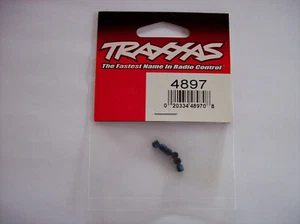 TRAXXAS
The Fastest Name In Radio Control
4897
0 20334 48970 8